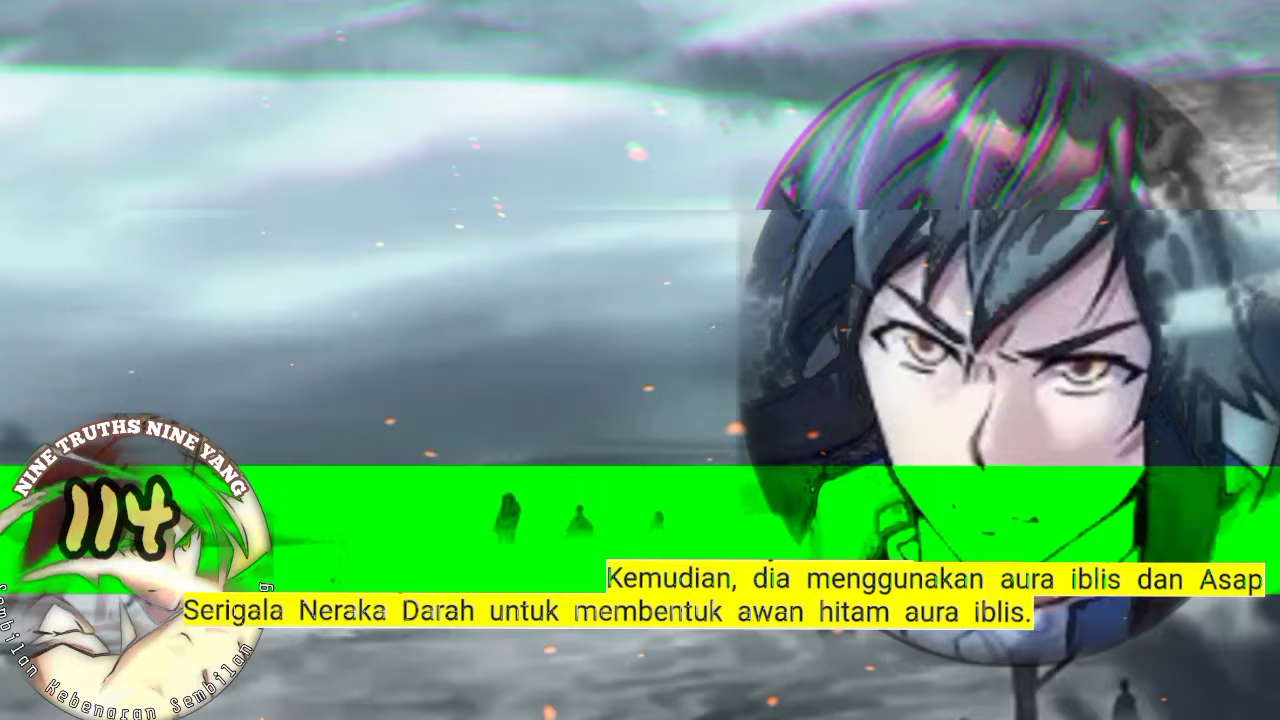 NINE TRUTHS NINE YANG
114
Kemudian, dia menggunakan aura iblis dan Asap
Serigala Neraka Darah untuk membentuk awan hitam aura iblis.
Sembilan Kebenaran Sembilan